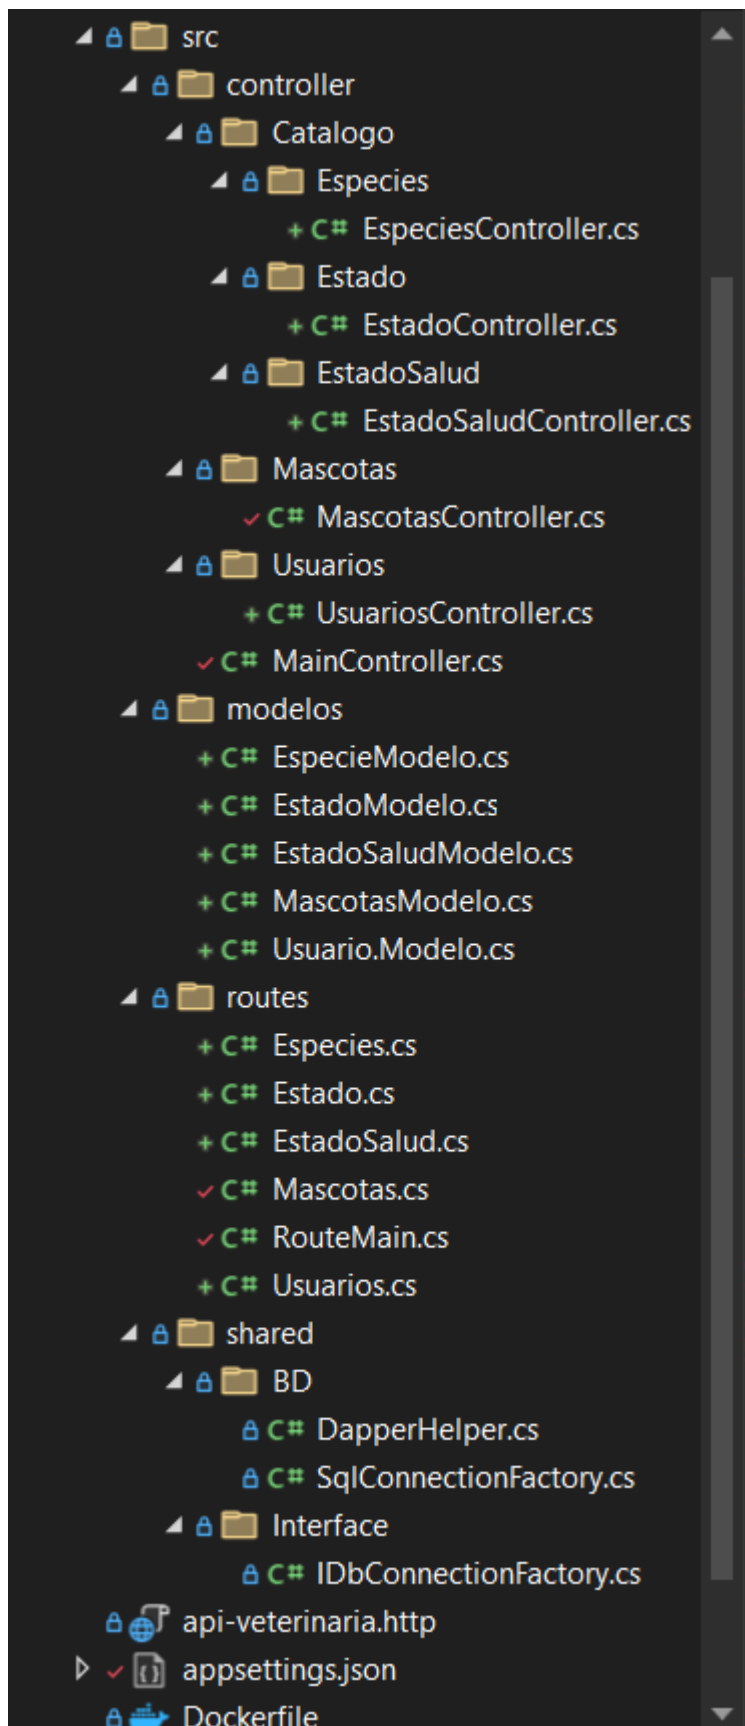 src
controller
Catalogo
Especies
C# EspeciesController.cs
Estado
C# EstadoController.cs
EstadoSalud
C# EstadoSaludController.cs
Mascotas
C# MascotasController.cs
Usuarios
C# UsuariosController.cs
C# MainController.cs
modelos
C# EspecieModelo.cs
C# EstadoModelo.cs
C# EstadoSaludModelo.cs
C# MascotasModelo.cs
C# Usuario.Modelo.cs
routes
C# Especies.cs
C# Estado.cs
C# EstadoSalud.cs
C# Mascotas.cs
C# RouteMain.cs
C# Usuarios.cs
shared
BD
C# DapperHelper.cs
C# SqlConnectionFactory.cs
Interface
C# IDbConnectionFactory.cs
api-veterinaria.http
appsettings.json
Dockerfile